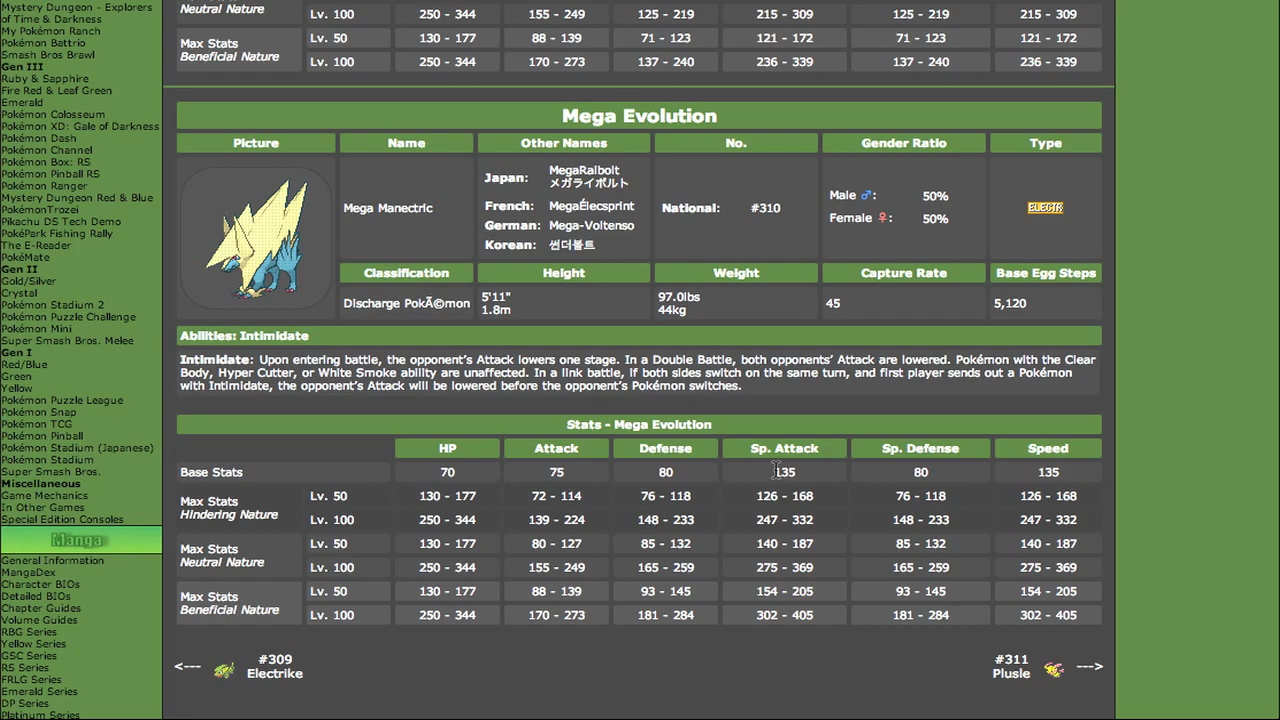 Mystery Dungeon - Explorers
of Time & Darkness
My Pokémon Ranch
Pokémon Battrio
Smash Bros Brawl
Gen III
Ruby & Sapphire
Fire Red & Leaf Green
Emerald
Pokémon Colosseum
Pokémon XD: Gale of Darkness
Pokémon Dash
Pokémon Channel
Pokémon Box: RS
Pokémon Pinball RS
Pokémon Ranger
Mystery Dungeon Red & Blue
PokémonTrozei
Pikachu DS Tech Demo
PokéPark Fishing Rally
The E-Reader
PokéMate
Gen II
Gold/Silver
Crystal
Pokémon Stadium 2
Pokémon Puzzle Challenge
Pokémon Mini
Super Smash Bros. Melee
Gen I
Red/Blue
Green
Yellow
Pokémon Puzzle League
Pokémon Snap
Pokémon TCG
Pokémon Pinball
Pokémon Stadium (Japanese)
Pokémon Stadium
Super Smash Bros.
Miscellaneous
Game Mechanics
In Other Games
Special Edition Consoles
Manga
General Information
MangaDex
Character BIOs
Detailed BIOs
Chapter Guides
Volume Guides
RBG Series
Yellow Series
GSC Series
RS Series
FRLG Series
Emerald Series
DP Series
Platinum Series
Neutral Nature Lv. 100 250 - 344 155 - 249 125 - 219 215 - 309 125 - 219 215 - 309
Max Stats Lv. 50 130 - 177 88 - 139 71 - 123 121 - 172 71 - 123 121 - 172
Beneficial Nature Lv. 100 250 - 344 170 - 273 137 - 240 236 - 339 137 - 240 236 - 339
Mega Evolution
Picture Name Other Names No. Gender Ratio Type
Mega Manectric
Japan: MegaRaibolt
メガライボルト
French: MegaÉlecsprint
German: Mega-Voltenso
Korean: 썬더볼트
National: #310
Male ♂: 50%
Female ♀: 50%
ELECTR
Classification Height Weight Capture Rate Base Egg Steps
Discharge PokÃ©mon
5'11"
1.8m
97.0lbs
44kg
45
5,120
Abilities: Intimidate
Intimidate: Upon entering battle, the opponent's Attack lowers one stage. In a Double Battle, both opponents' Attack are lowered. Pokémon with the Clear
Body, Hyper Cutter, or White Smoke ability are unaffected. In a link battle, if both sides switch on the same turn, and first player sends out a Pokémon
with Intimidate, the opponent's Attack will be lowered before the opponent's Pokémon switches.
Stats - Mega Evolution
HP Attack Defense Sp. Attack Sp. Defense Speed
Base Stats 70 75 80 135 80 135
Max Stats Lv. 50 130 - 177 72 - 114 76 - 118 126 - 168 76 - 118 126 - 168
Hindering Nature Lv. 100 250 - 344 139 - 224 148 - 233 247 - 332 148 - 233 247 - 332
Max Stats Lv. 50 130 - 177 80 - 127 85 - 132 140 - 187 85 - 132 140 - 187
Neutral Nature Lv. 100 250 - 344 155 - 249 165 - 259 275 - 369 165 - 259 275 - 369
Max Stats Lv. 50 130 - 177 88 - 139 93 - 145 154 - 205 93 - 145 154 - 205
Beneficial Nature Lv. 100 250 - 344 170 - 273 181 - 284 302 - 405 181 - 284 302 - 405
<--- #309
Electrike
#311 --->
Plusle